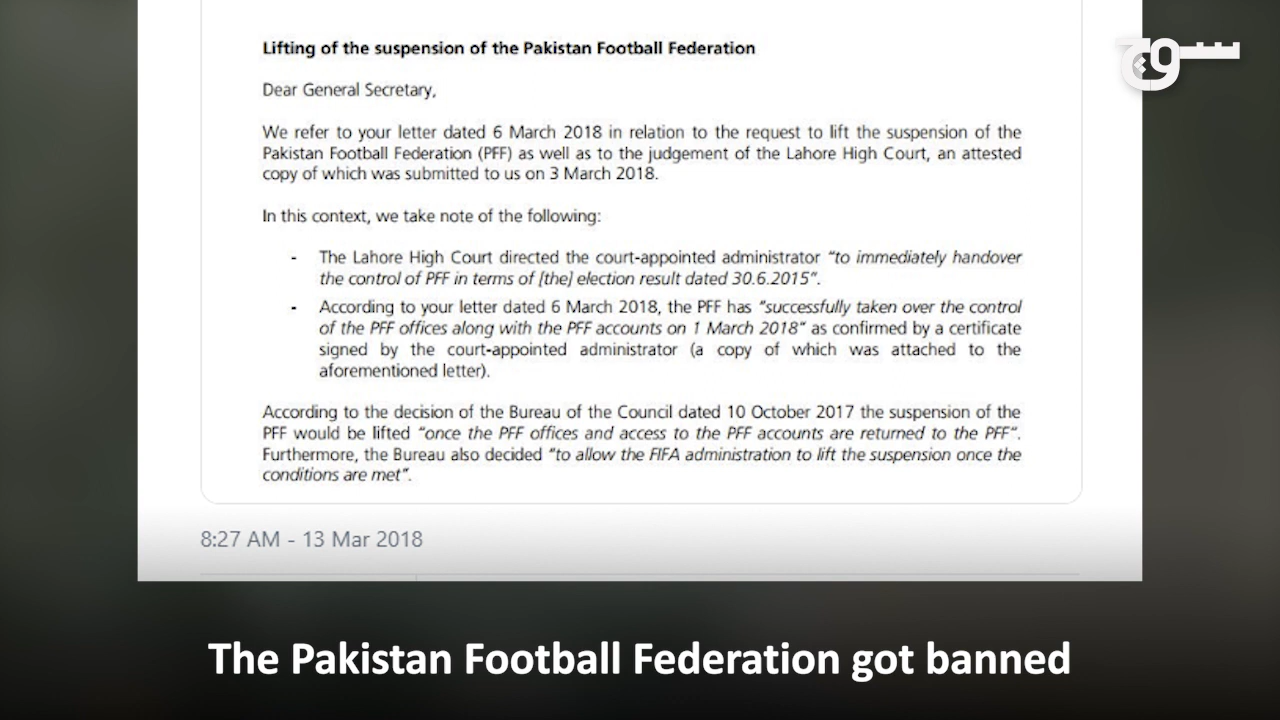 سوچ
Lifting of the suspension of the Pakistan Football Federation
Dear General Secretary,
We refer to your letter dated 6 March 2018 in relation to the request to lift the suspension of the
Pakistan Football Federation (PFF) as well as to the judgement of the Lahore High Court, an attested
copy of which was submitted to us on 3 March 2018.
In this context, we take note of the following:
- The Lahore High Court directed the court-appointed administrator “to immediately handover
the control of PFF in terms of [the] election result dated 30.6.2015”.
- According to your letter dated 6 March 2018, the PFF has “successfully taken over the control
of the PFF offices along with the PFF accounts on 1 March 2018” as confirmed by a certificate
signed by the court-appointed administrator (a copy of which was attached to the
aforementioned letter).
According to the decision of the Bureau of the Council dated 10 October 2017 the suspension of the
PFF would be lifted “once the PFF offices and access to the PFF accounts are returned to the PFF”.
Furthermore, the Bureau also decided “to allow the FIFA administration to lift the suspension once the
conditions are met”.
8:27 AM - 13 Mar 2018
The Pakistan Football Federation got banned